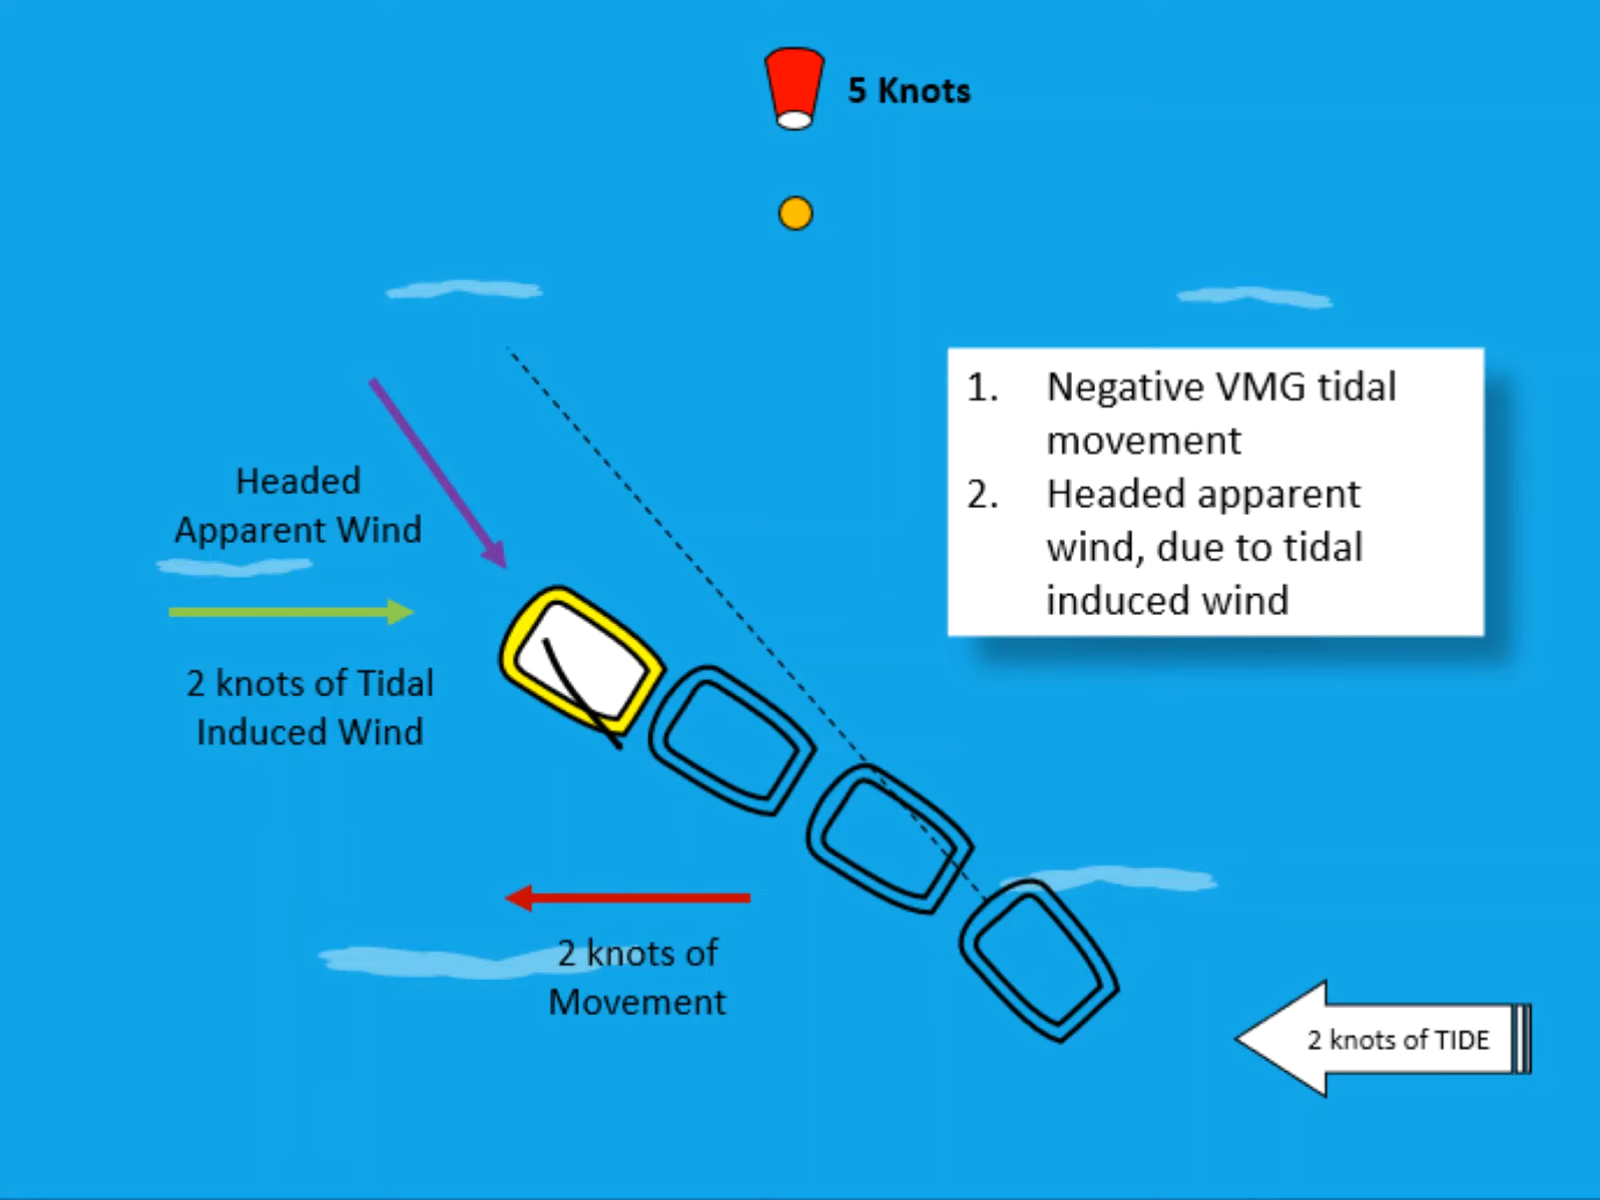 5 Knots
1. Negative VMG tidal
movement
2. Headed apparent
wind, due to tidal
induced wind
Headed
Apparent Wind
2 knots of Tidal
Induced Wind
2 knots of
Movement
2 knots of TIDE